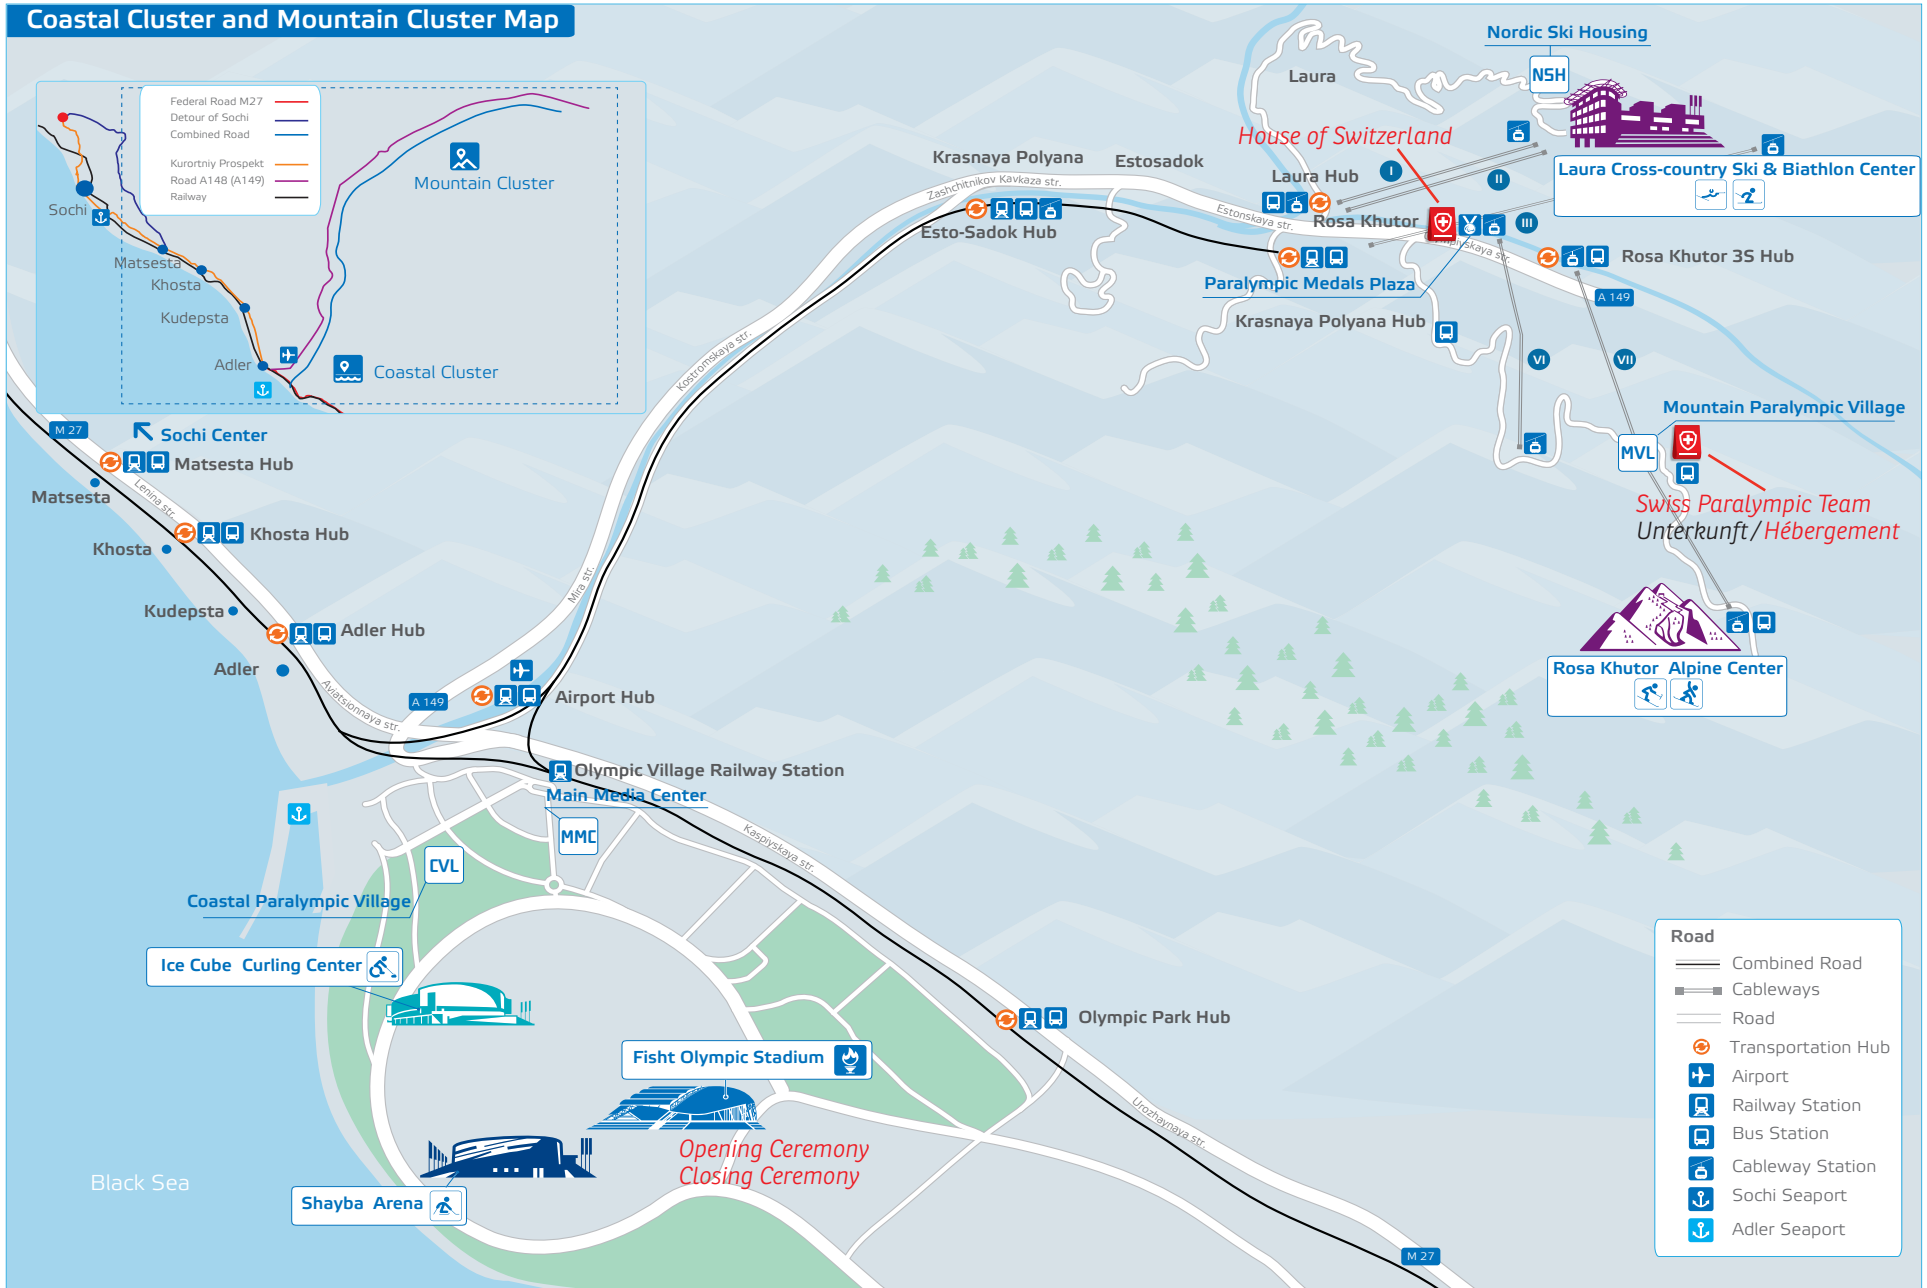 Coastal Cluster and Mountain Cluster Map
Federal Road M27
Detour of Sochi
Combined Road
Kurortniy Prospekt
Road A148 (A149)
Railway
Sochi
Matsesta
Khosta
Kudepsta
Adler
Mountain Cluster
Coastal Cluster
Nordic Ski Housing
NSH
Laura
House of Switzerland
Krasnaya Polyana
Estosadok
Zashchitnikov Kavkaza str.
Laura Hub
I
II
III
Laura Cross-country Ski & Biathlon Center
Estonskaya str.
Rosa Khutor
Esto-Sadok Hub
Rosa Khutor 3S Hub
Paralympic Medals Plaza
A 149
Krasnaya Polyana Hub
VI
VII
Kostromskaya str.
Mountain Paralympic Village
MVL
Swiss Paralympic Team
Unterkunft / Hébergement
M 27
Sochi Center
Matsesta Hub
Matsesta
Lenina str.
Khosta Hub
Khosta
Mira str.
Kudepsta
Adler Hub
Adler
Rosa Khutor Alpine Center
Aviatsionnaya str.
A 149
Airport Hub
Olympic Village Railway Station
Main Media Center
MMC
Kaspiyskaya str.
CVL
Coastal Paralympic Village
Ice Cube Curling Center
Olympic Park Hub
Fisht Olympic Stadium
Opening Ceremony
Closing Ceremony
Urozhaynaya str.
Black Sea
Shayba Arena
M 27
Road
Combined Road
Cableways
Road
Transportation Hub
Airport
Railway Station
Bus Station
Cableway Station
Sochi Seaport
Adler Seaport